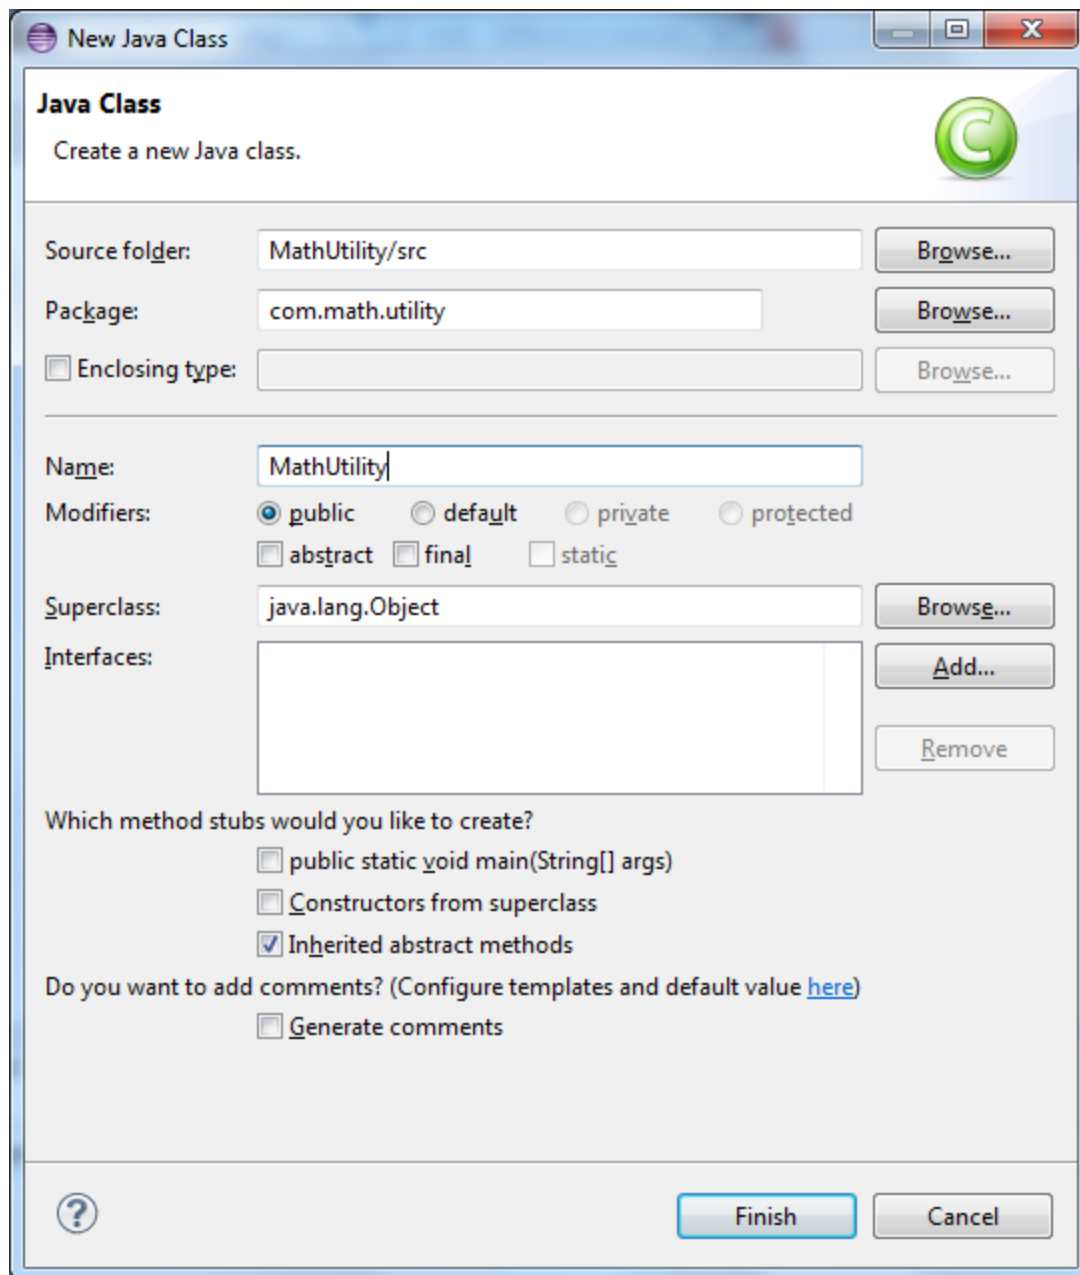 New Java Class
Java Class
Create a new Java class.
Source folder: MathUtility/src Browse...
Package: com.math.utility Browse...
Enclosing type: Browse...
Name: MathUtility
Modifiers: public default private protected
abstract final static
Superclass: java.lang.Object Browse...
Interfaces: Add...
Remove
Which method stubs would you like to create?
public static void main(String[] args)
Constructors from superclass
Inherited abstract methods
Do you want to add comments? (Configure templates and default value here)
Generate comments
? Finish Cancel